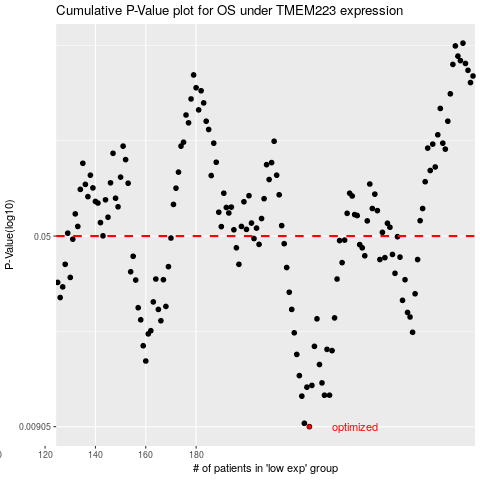 Cumulative P-Value plot for OS under TMEM223 expression
P-Value(log10)
0.05
0.00905
optimized
0 120 140 160 180
# of patients in 'low exp' group